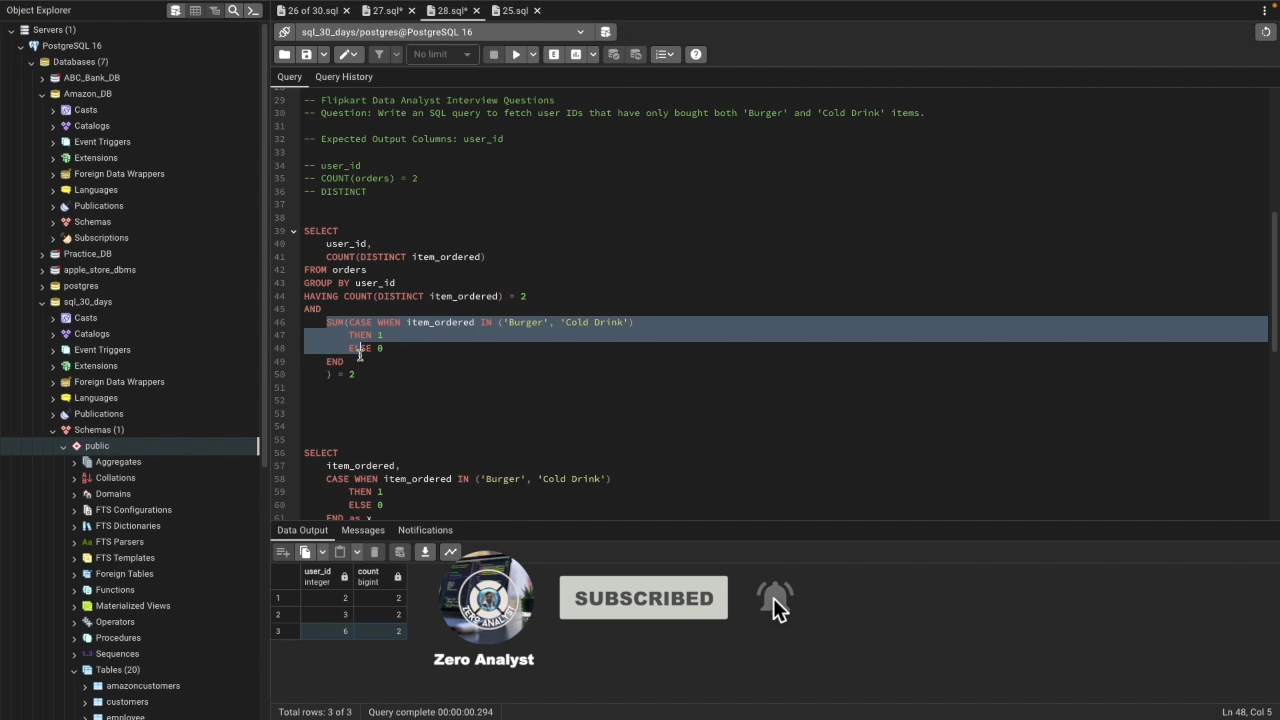 Object Explorer
26 of 30.sql
27.sql*
28.sql*
25.sql
Servers (1)
PostgreSQL 16
Databases (7)
ABC_Bank_DB
Amazon_DB
Casts
Catalogs
Event Triggers
Extensions
Foreign Data Wrappers
Languages
Publications
Schemas
Subscriptions
Practice_DB
apple_store_dbms
postgres
sql_30_days
Casts
Catalogs
Event Triggers
Extensions
Foreign Data Wrappers
Languages
Publications
Schemas (1)
public
Aggregates
Collations
Domains
FTS Configurations
FTS Dictionaries
Aa FTS Parsers
FTS Templates
Foreign Tables
Functions
Materialized Views
Operators
Procedures
1..3 Sequences
Tables (20)
amazoncustomers
customers
employee
sql_30_days/postgres@PostgreSQL 16
No limit
E
Query
Query History
29 -- Flipkart Data Analyst Interview Questions
30 -- Question: Write an SQL query to fetch user IDs that have only bought both 'Burger' and 'Cold Drink' items.
31
32 -- Expected Output Columns: user_id
33
34 -- user_id
35 -- COUNT(orders) = 2
36 -- DISTINCT
37
38
39 SELECT
40 user_id,
41 COUNT(DISTINCT item_ordered)
42 FROM orders
43 GROUP BY user_id
44 HAVING COUNT(DISTINCT item_ordered) = 2
45 AND
46 SUM(CASE WHEN item_ordered IN ('Burger', 'Cold Drink')
47 THEN 1
48 ELSE 0
49 END
50 ) = 2
51
52
53
54
55
56 SELECT
57 item_ordered,
58 CASE WHEN item_ordered IN ('Burger', 'Cold Drink')
59 THEN 1
60 ELSE 0
61 END as x
Data Output
Messages
Notifications
user_id integer
count bigint
1 2 2
2 3 2
3 6 2
ZERO ANALYST
Zero Analyst
SUBSCRIBED
Total rows: 3 of 3
Query complete 00:00:00.294
Ln 48, Col 5